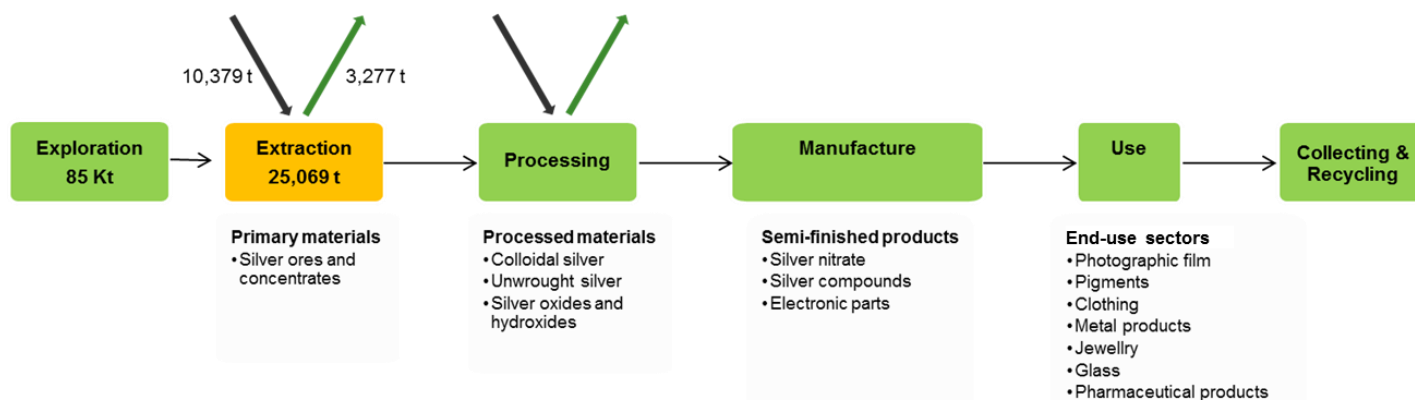 10,379 t
3,277 t
Exploration
85 Kt
Extraction
25,069 t
Processing
Manufacture
Use
Collecting &
Recycling
Primary materials
• Silver ores and
concentrates
Processed materials
• Colloidal silver
• Unwrought silver
• Silver oxides and
hydroxides
Semi-finished products
• Silver nitrate
• Silver compounds
• Electronic parts
End-use sectors
• Photographic film
• Pigments
• Clothing
• Metal products
• Jewellry
• Glass
• Pharmaceutical products